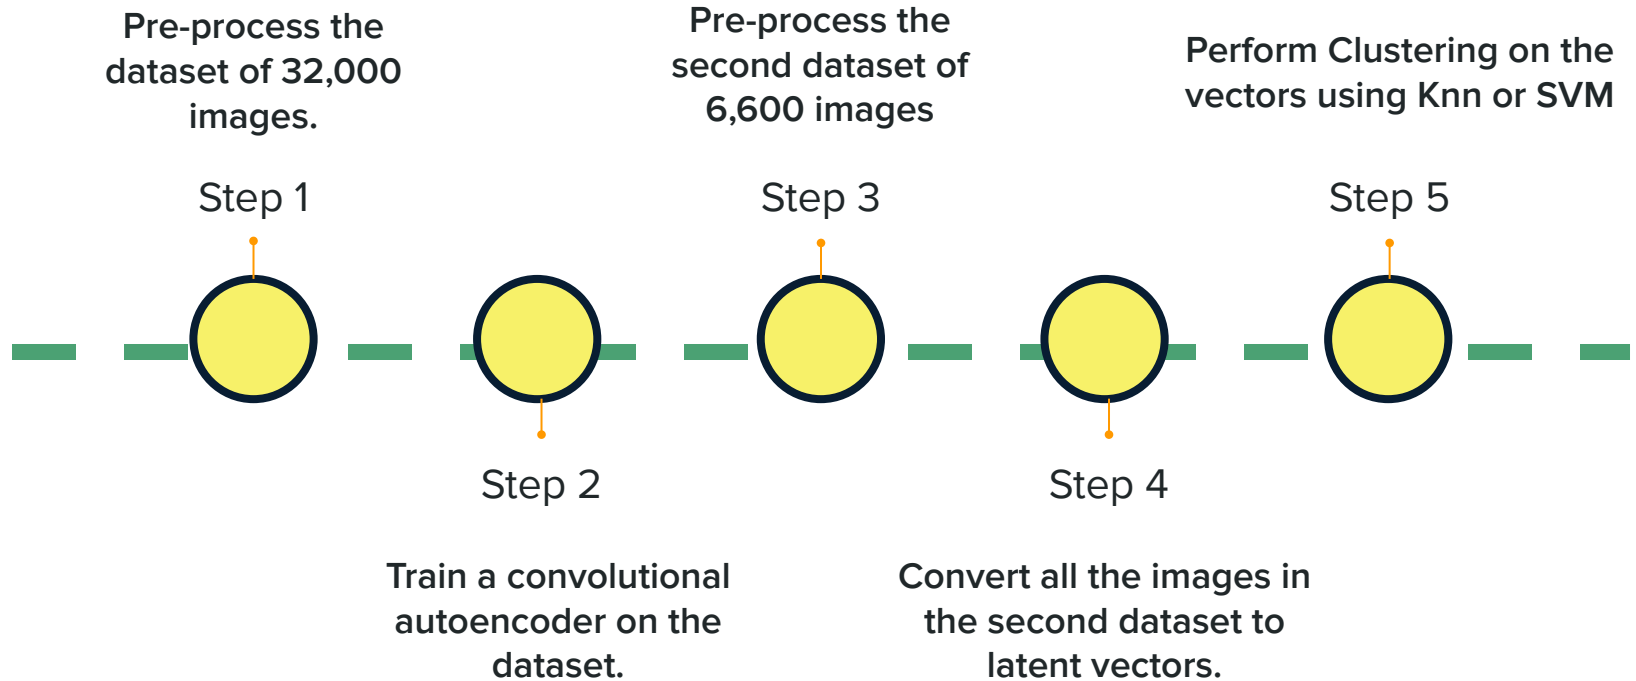 Pre-process the
dataset of 32,000
images.
Step 1
Step 2
Train a convolutional
autoencoder on the
dataset.
Pre-process the
second dataset of
6,600 images
Step 3
Step 4
Convert all the images in
the second dataset to
latent vectors.
Perform Clustering on the
vectors using Knn or SVM
Step 5